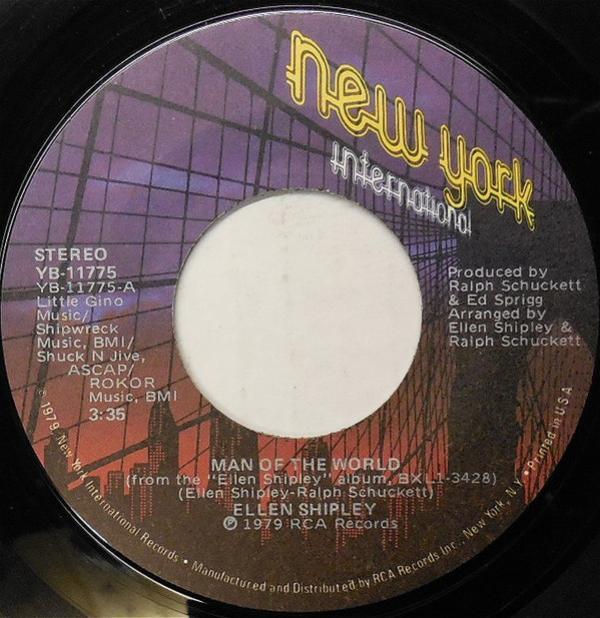 new york
International
STEREO
YB-11775
YB-11775-A
Little Gino
Music/
Shipwreck
Music, BMI/
Shuck N Jive,
ASCAP/
ROKOR
Music, BMI
3:35
Produced by
Ralph Schuckett
& Ed Sprigg
Arranged by
Ellen Shipley &
Ralph Schuckett
MAN OF THE WORLD
(from the "Ellen Shipley" album, BXL1-3428)
(Ellen Shipley-Ralph Schuckett)
ELLEN SHIPLEY
℗ 1979 RCA Records
© 1979, New York International Records • Manufactured and Distributed by RCA Records Inc., New York, N.Y. • Printed in U.S.A.